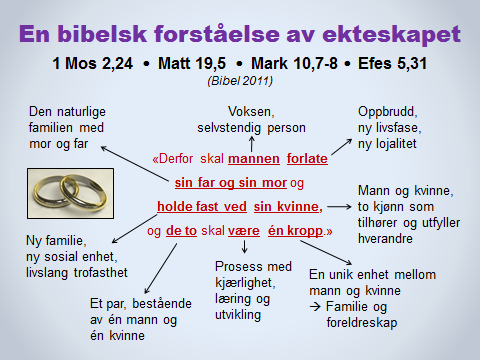 En bibelsk forståelse av ekteskapet
1 Mos 2,24 • Matt 19,5 • Mark 10,7-8 • Efes 5,31
(Bibel 2011)
Den naturlige
familien med
mor og far
Voksen,
selvstendig person
Oppbrudd,
ny livsfase,
ny lojalitet
«Derfor skal mannen forlate
sin far og sin mor og
holde fast ved sin kvinne,
og de to skal være én kropp.»
Mann og kvinne,
to kjønn som
tilhører og utfyller
hverandre
Ny familie,
ny sosial enhet,
livslang trofasthet
Et par, bestående
av én mann og
én kvinne
Prosess med
kjærlighet,
læring og
utvikling
En unik enhet mellom
mann og kvinne
→ Familie og
foreldreskap